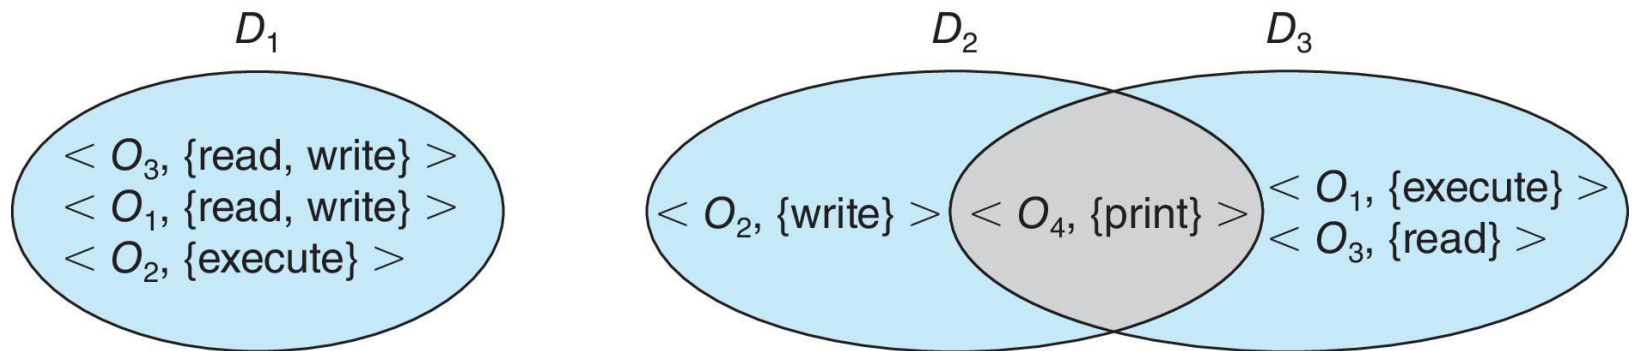 D₁
< O₃, {read, write} >
< O₁, {read, write} >
< O₂, {execute} >
D₂
D₃
< O₂, {write} >
< O₄, {print} >
< O₁, {execute} >
< O₃, {read} >